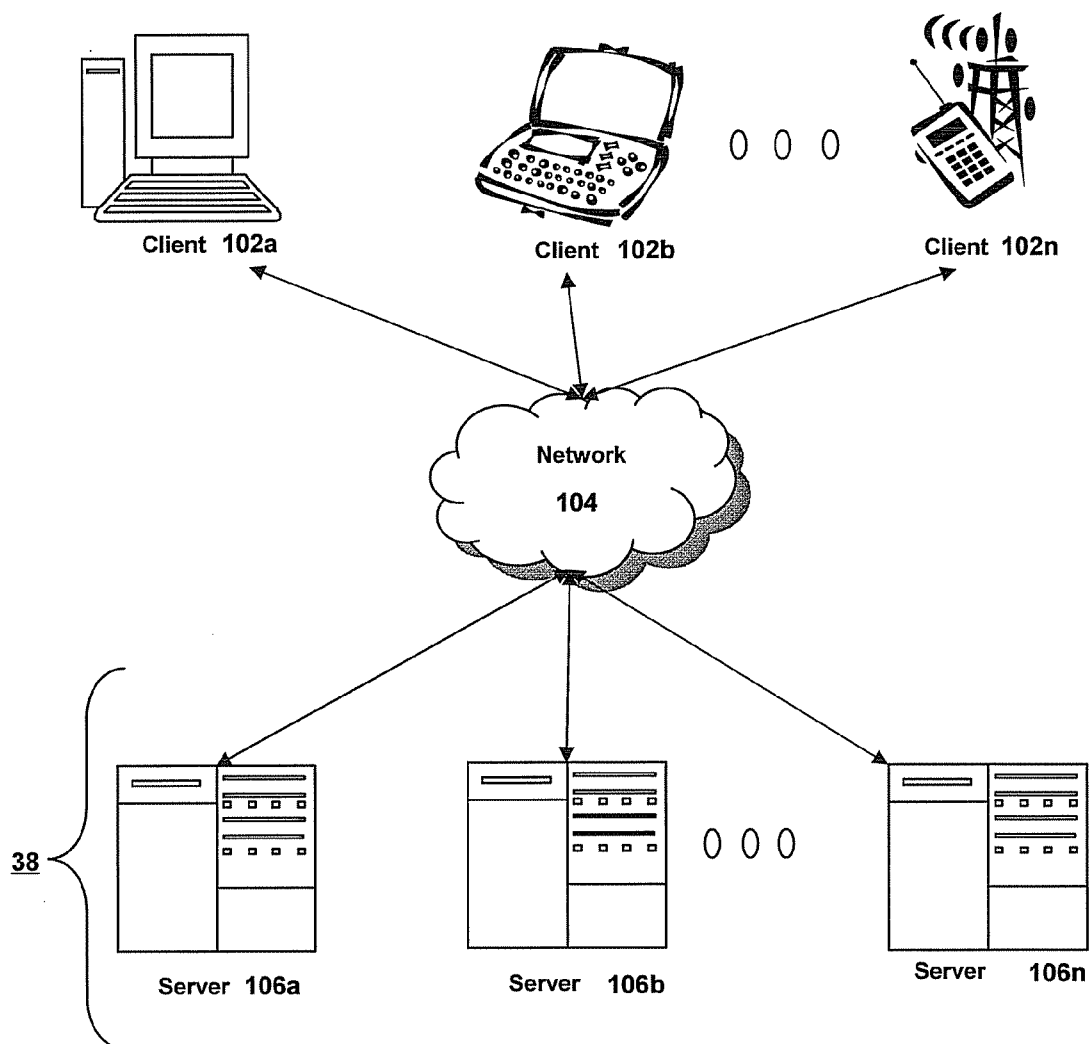 Client 102a
Client 102b
Client 102n
Network
104
38
Server 106a
Server 106b
Server 106n